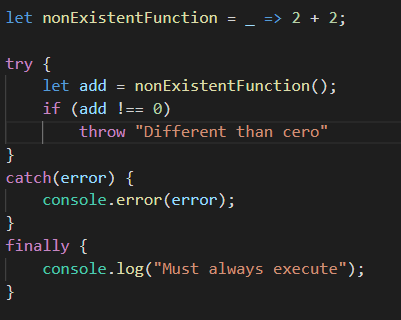 let nonExistentFunction = _ => 2 + 2;

try {
    let add = nonExistentFunction();
    if (add !== 0)
        throw "Different than cero"
}
catch(error) {
    console.error(error);
}
finally {
    console.log("Must always execute");
}